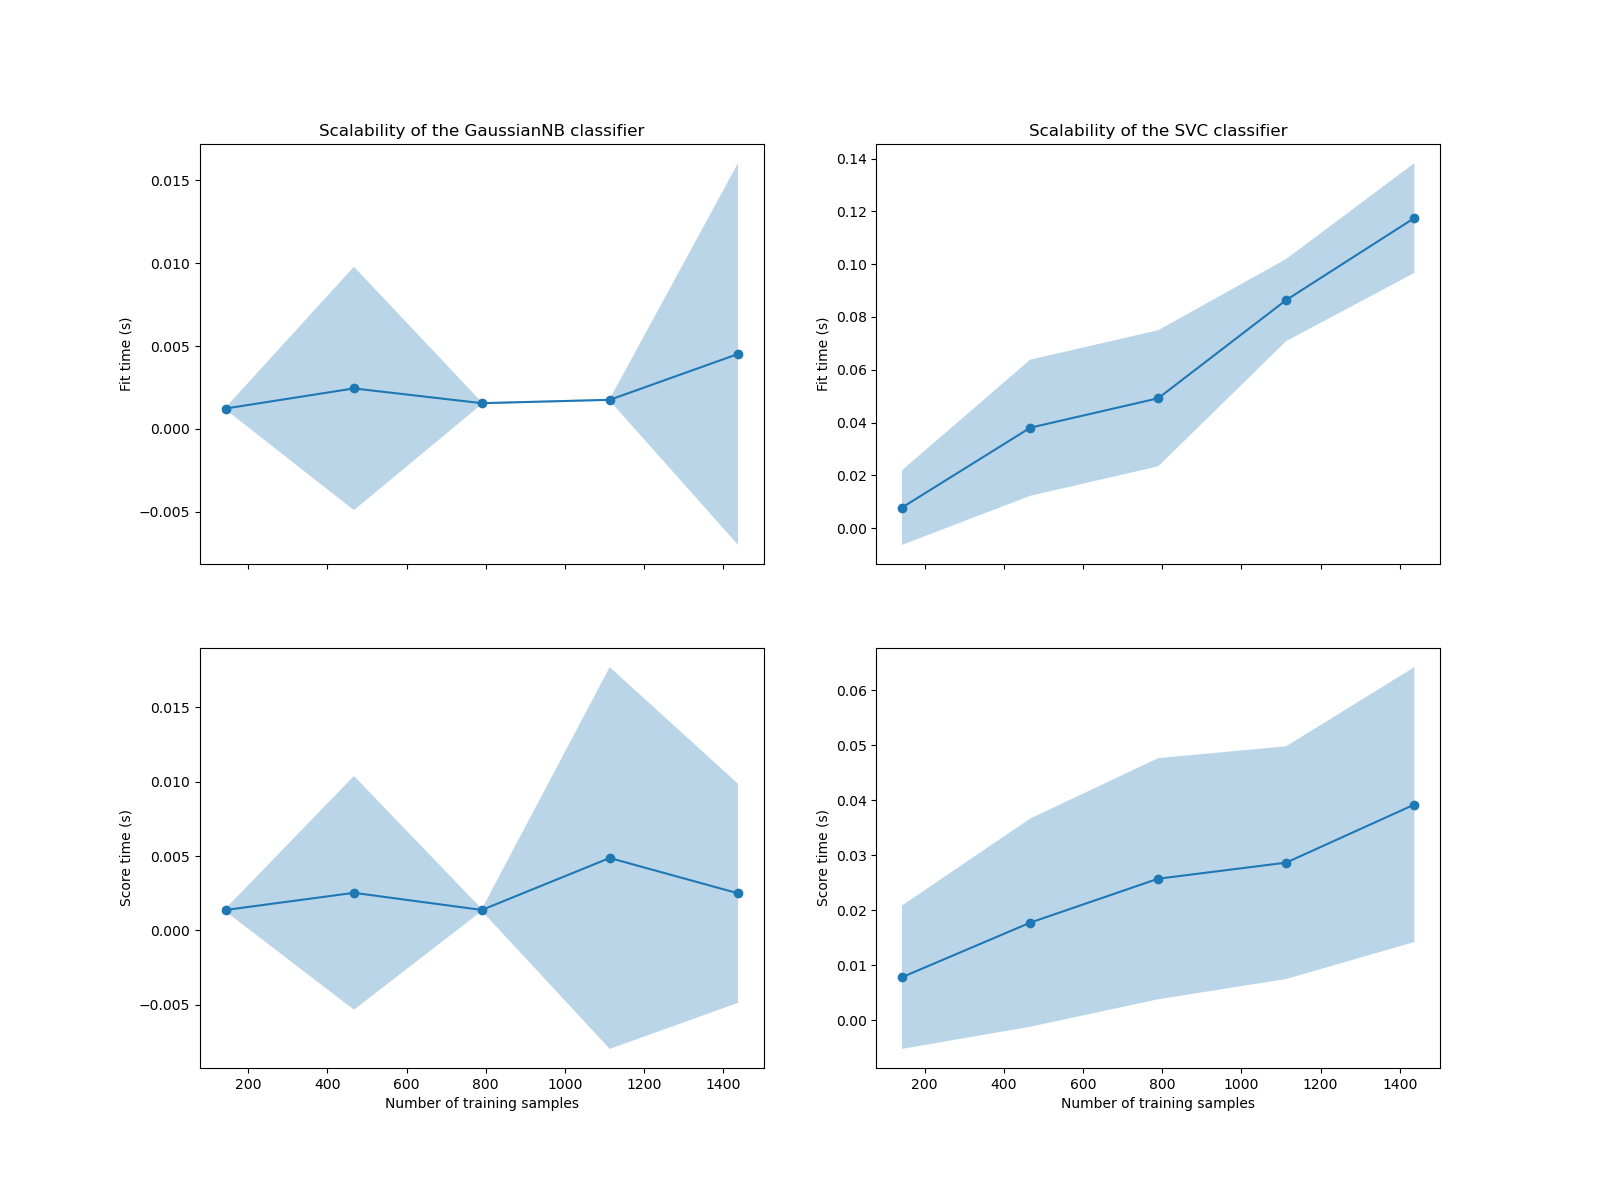 Scalability of the GaussianNB classifier
Scalability of the SVC classifier
0.015
0.010
0.005
0.000
−0.005
Fit time (s)
0.14
0.12
0.10
0.08
0.06
0.04
0.02
0.00
Fit time (s)
0.015
0.010
0.005
0.000
−0.005
Score time (s)
200 400 600 800 1000 1200 1400
Number of training samples
0.06
0.05
0.04
0.03
0.02
0.01
0.00
Score time (s)
200 400 600 800 1000 1200 1400
Number of training samples